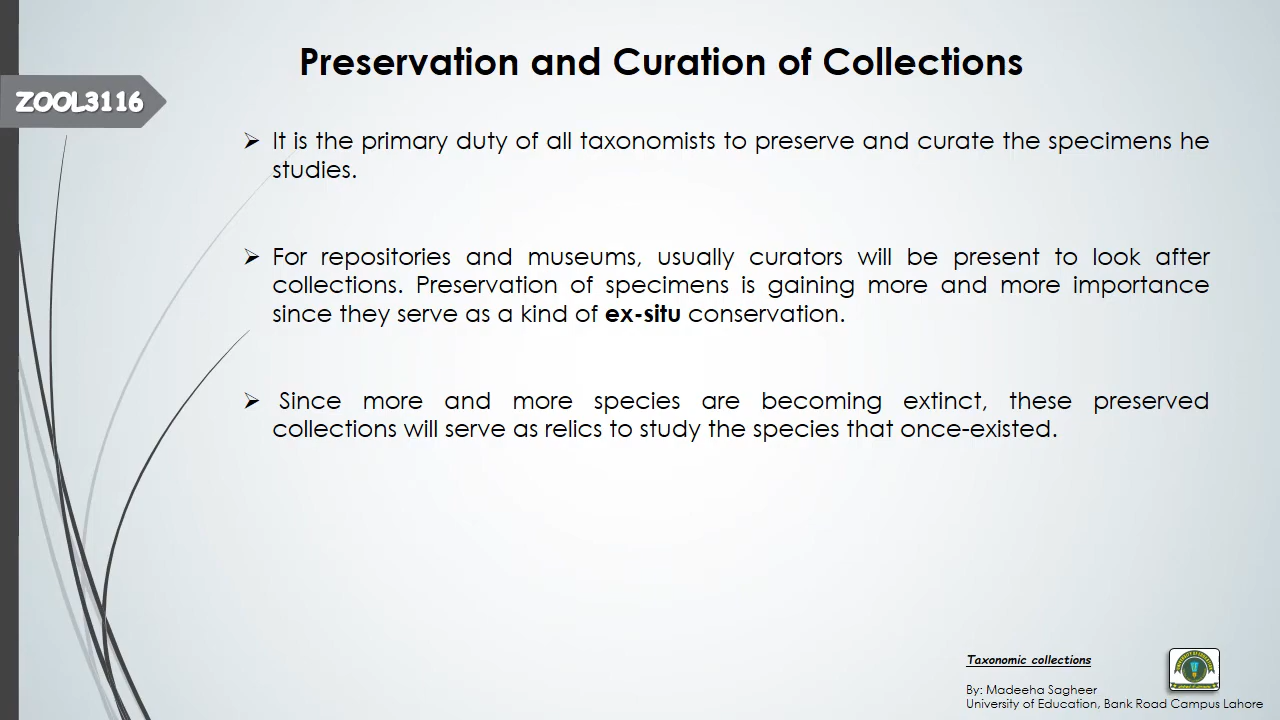 Preservation and Curation of Collections
ZOOL3116
➢ It is the primary duty of all taxonomists to preserve and curate the specimens he
studies.
➢ For repositories and museums, usually curators will be present to look after
collections. Preservation of specimens is gaining more and more importance
since they serve as a kind of ex-situ conservation.
➢ Since more and more species are becoming extinct, these preserved
collections will serve as relics to study the species that once-existed.
Taxonomic collections
By: Madeeha Sagheer
University of Education, Bank Road Campus Lahore